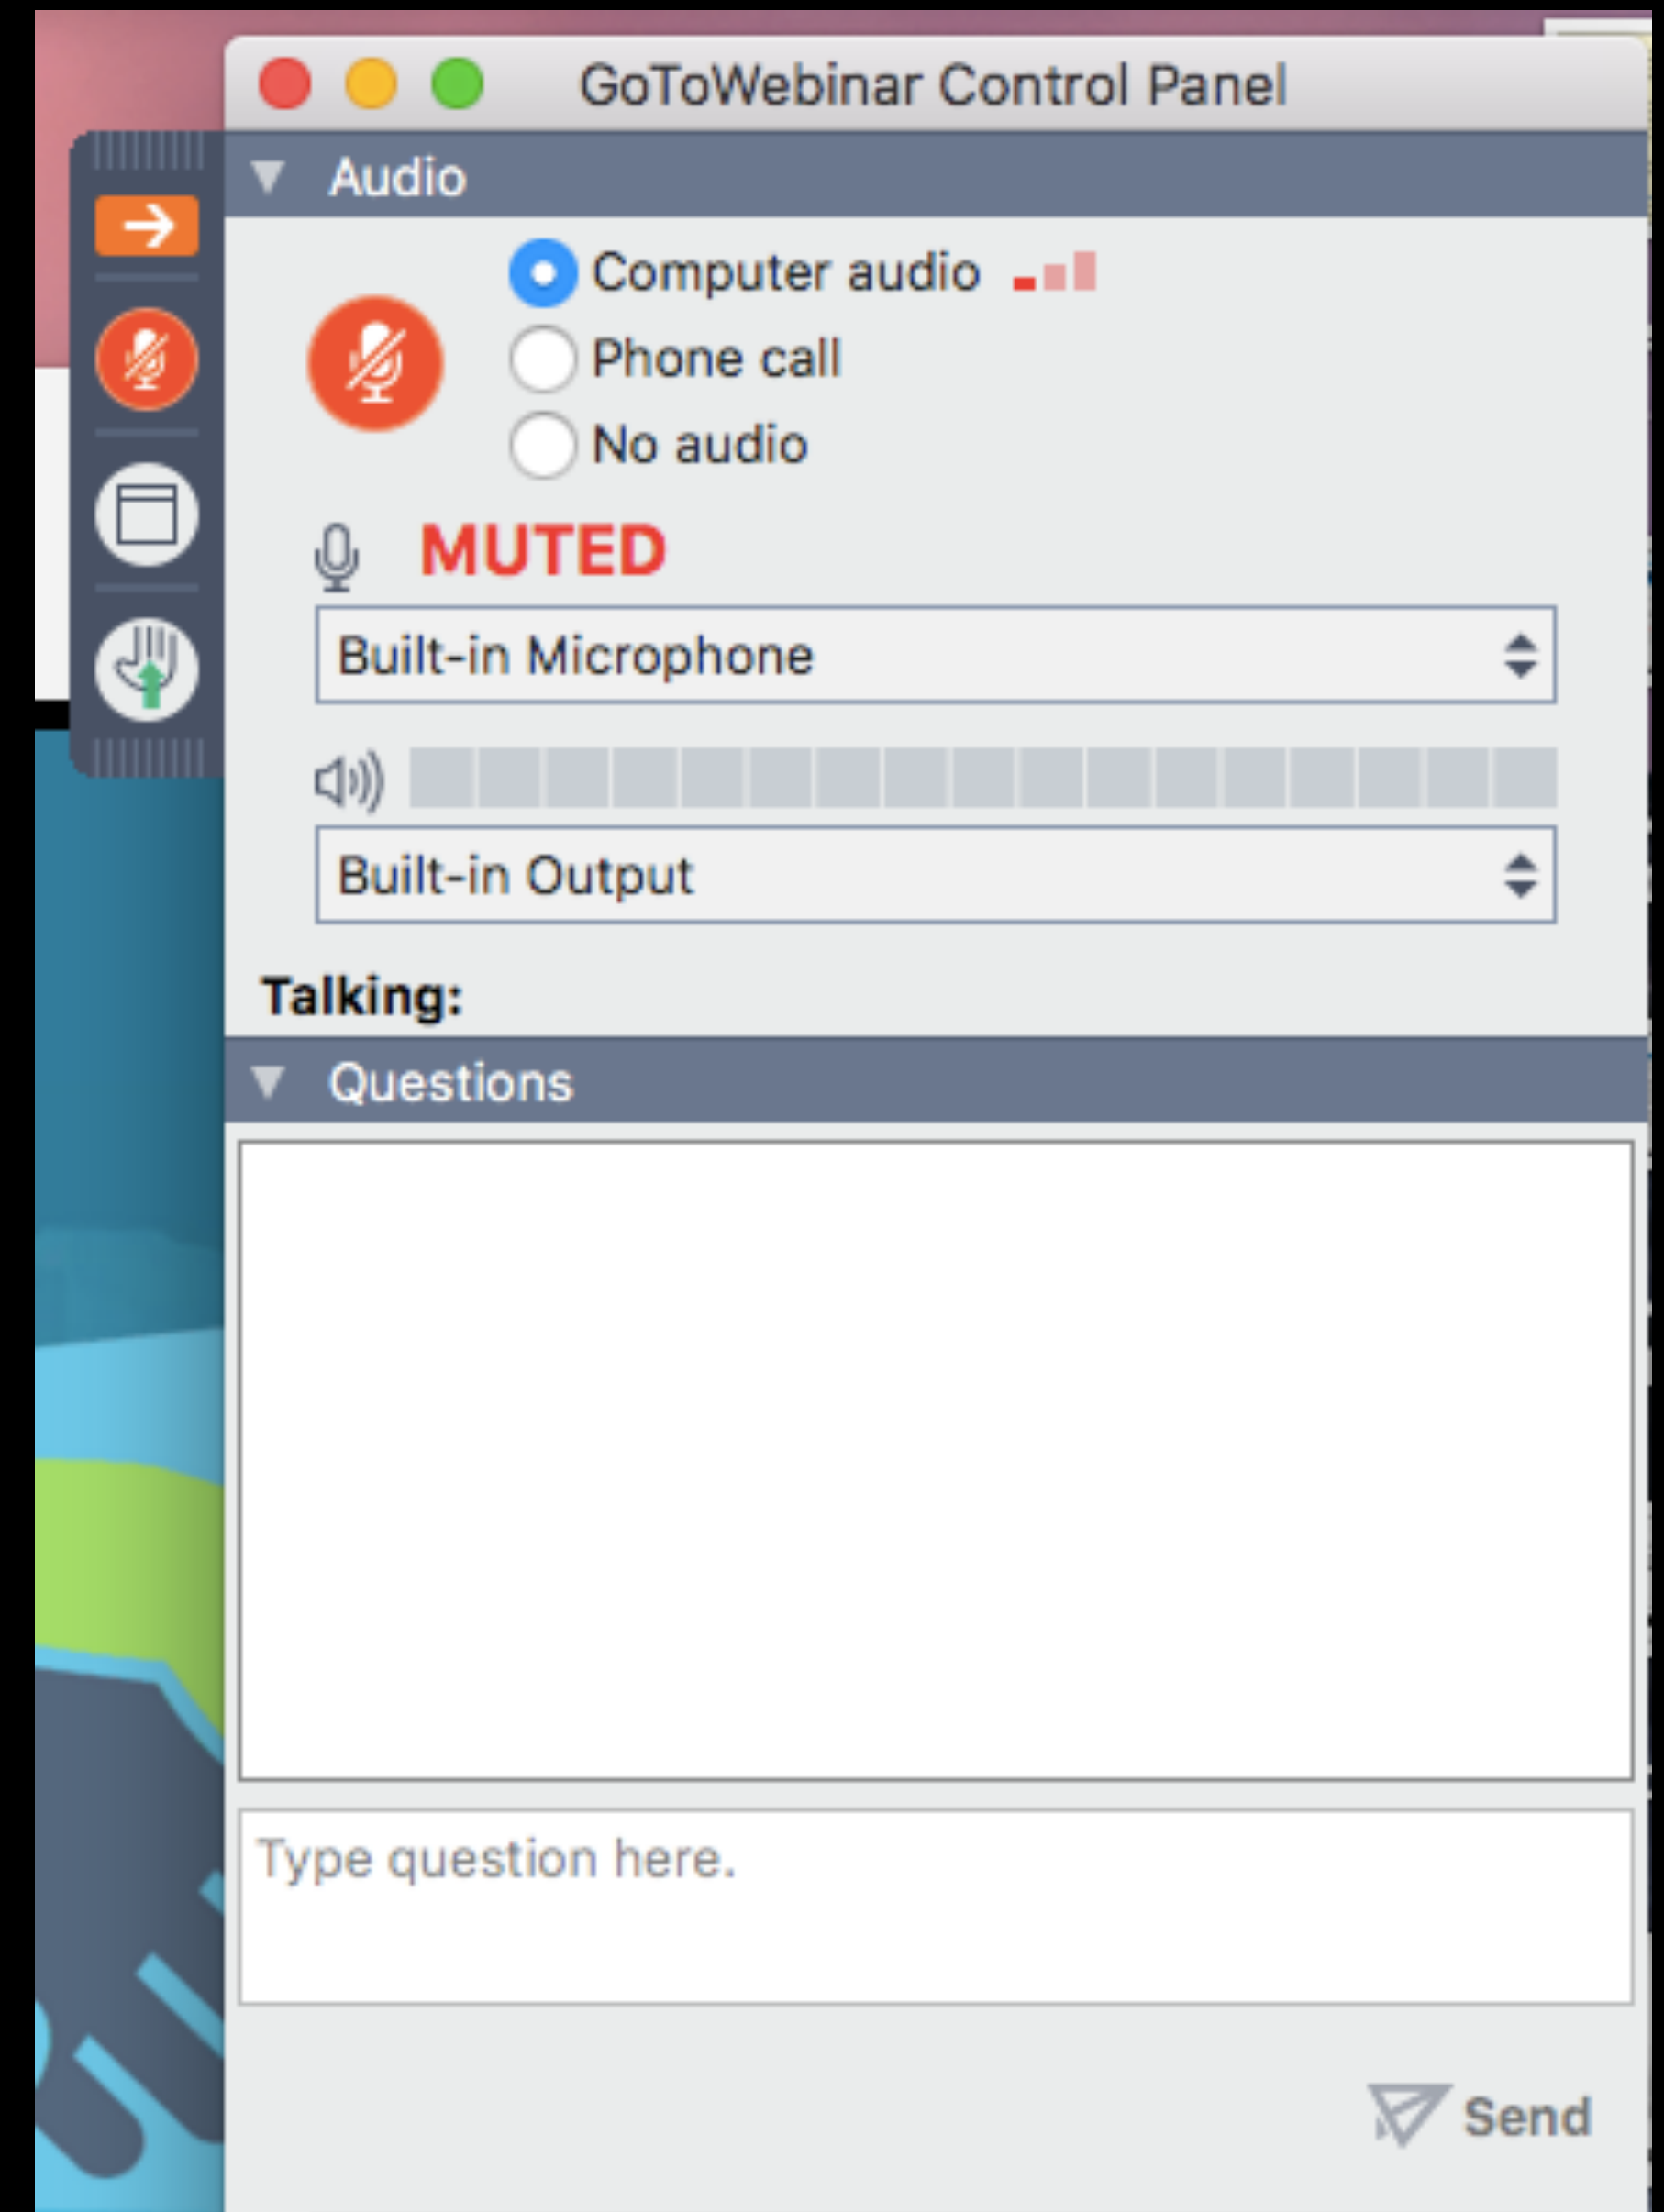 GoToWebinar Control Panel
Audio
Computer audio
Phone call
No audio
MUTED
Built-in Microphone
Built-in Output
Talking:
Questions
Type question here.
Send